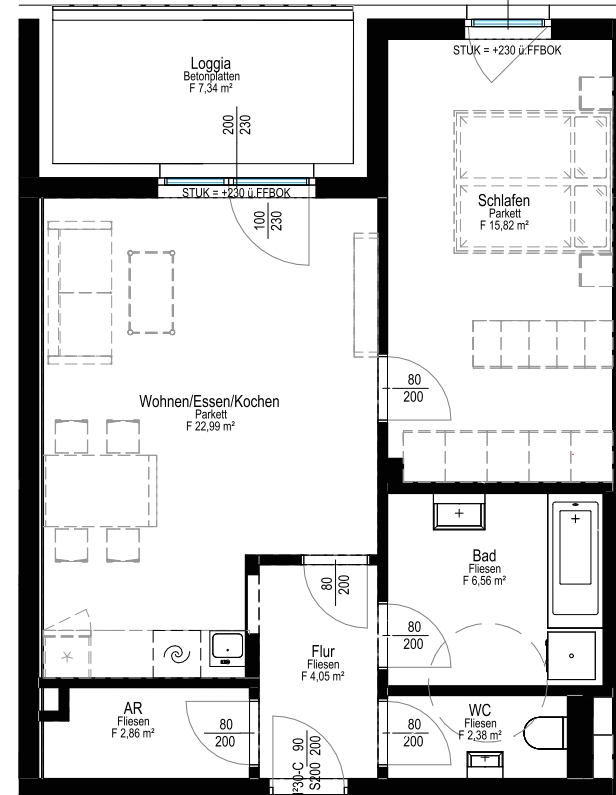 Loggia
Betonplatten
F 7,34 m²
200
230
STUK = +230 ü.FFBOK
100
230
STUK = +230 ü.FFBOK
Schlafen
Parkett
F 15,82 m²
80
200
Wohnen/Essen/Kochen
Parkett
F 22,99 m²
Bad
Fliesen
F 6,56 m²
80
200
80
200
Flur
Fliesen
F 4,05 m²
AR
Fliesen
F 2,86 m²
80
200
90
200
S200
80
200
WC
Fliesen
F 2,38 m²